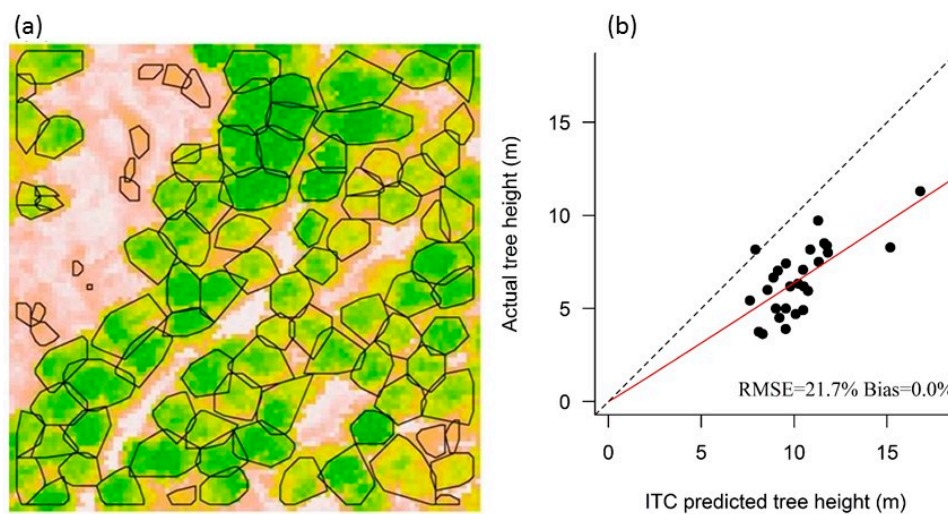 (a)
(b)
Actual tree height (m)
15
10
5
0
RMSE=21.7% Bias=0.0%
0
5
10
15
ITC predicted tree height (m)